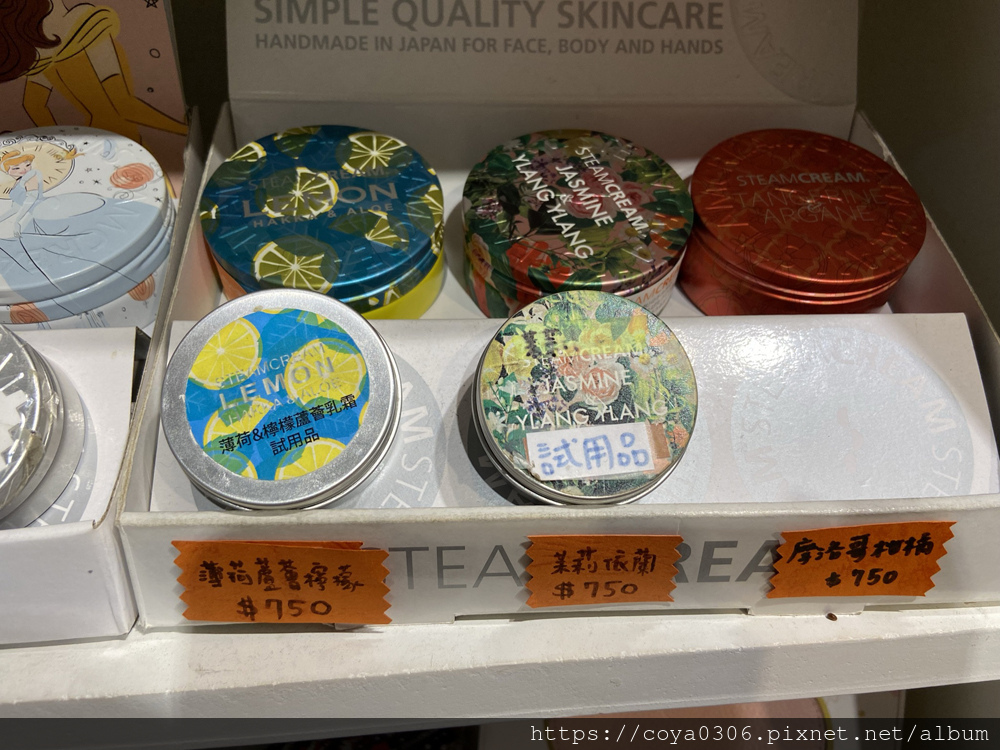 SIMPLE QUALITY SKINCARE
HANDMADE IN JAPAN FOR FACE, BODY AND HANDS
STEAMCREAM
LEMON
HAKKA & ALOE
STEAMCREAM
JASMINE
&
YLANG YLANG
STEAMCREAM
TANGERINE
&
ARGANE
STEAMCREAM
LEMON
HAKKA & ALOE
薄荷&檸檬蘆薈乳霜
試用品
STEAMCREAM
JASMINE
YLANG YLANG
試用品
STEAMCREAM
薄荷蘆薈檸檬
$750
茉莉依蘭
$750
摩洛哥柑橘
$750
https://coya0306.pixnet.net/album